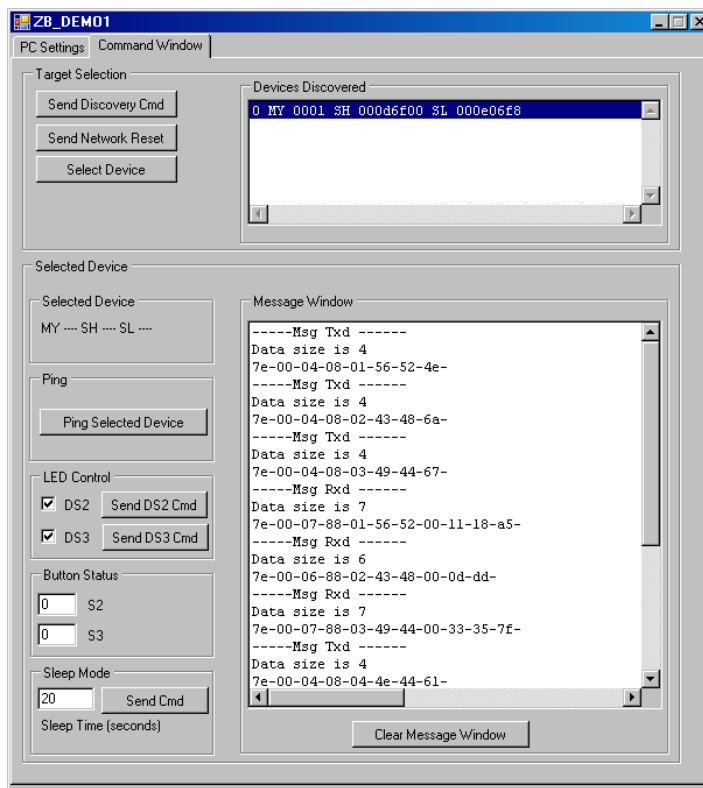 ZB_DEMO1
PC Settings Command Window
Target Selection
Send Discovery Cmd
Send Network Reset
Select Device
Devices Discovered
0 MY 0001 SH 000d6f00 SL 000e06f8
Selected Device
Selected Device
MY ---- SH ---- SL ----
Ping
Ping Selected Device
LED Control
DS2 Send DS2 Cmd
DS3 Send DS3 Cmd
Button Status
0 S2
0 S3
Sleep Mode
20 Send Cmd
Sleep Time (seconds)
Message Window
-----Msg Txd ------
Data size is 4
7e-00-04-08-01-56-52-4e-
-----Msg Txd ------
Data size is 4
7e-00-04-08-02-43-48-6a-
-----Msg Txd ------
Data size is 4
7e-00-04-08-03-49-44-67-
-----Msg Rxd ------
Data size is 7
7e-00-07-88-01-56-52-00-11-18-a5-
-----Msg Rxd ------
Data size is 6
7e-00-06-88-02-43-48-00-0d-dd-
-----Msg Rxd ------
Data size is 7
7e-00-07-88-03-49-44-00-33-35-7f-
-----Msg Txd ------
Data size is 4
7e-00-04-08-04-4e-44-61-
Clear Message Window